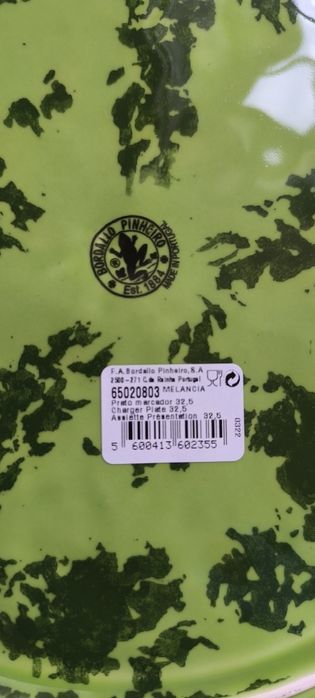 BORDALLO PINHEIRO
Est. 1884
MADE IN PORTUGAL
F.A.Bordallo Pinheiro,S.A
2500-271 C.da Rainha Portugal
65020803 MELANCIA
Prato marcador 32,5
Charger Plate 32,5
Assiette Présentation 32,5
0322
5 600413 602355